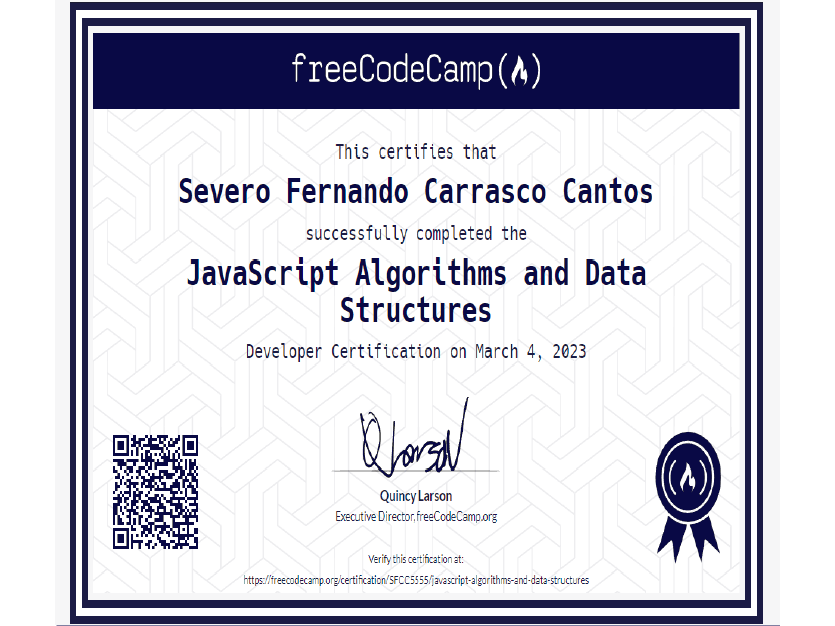 freeCodeCamp
This certifies that
Severo Fernando Carrasco Cantos
successfully completed the
JavaScript Algorithms and Data
Structures
Developer Certification on March 4, 2023
Q Larson
Quincy Larson
Executive Director, freeCodeCamp.org
Verify this certification at:
https://freecodecamp.org/certification/SFCC5555/javascript-algorithms-and-data-structures